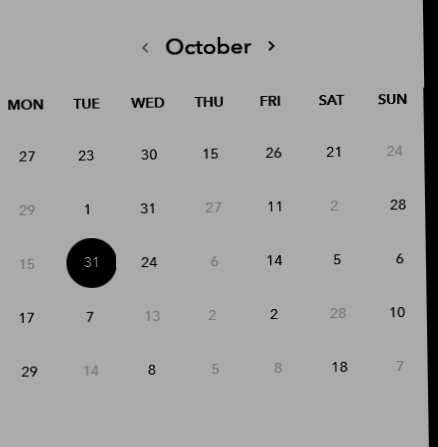 ‹ October ›
MON TUE WED THU FRI SAT SUN
27 23 30 15 26 21 24
29 1 31 27 11 2 28
15 31 24 6 14 5 6
17 7 13 2 2 28 10
29 14 8 5 8 18 7